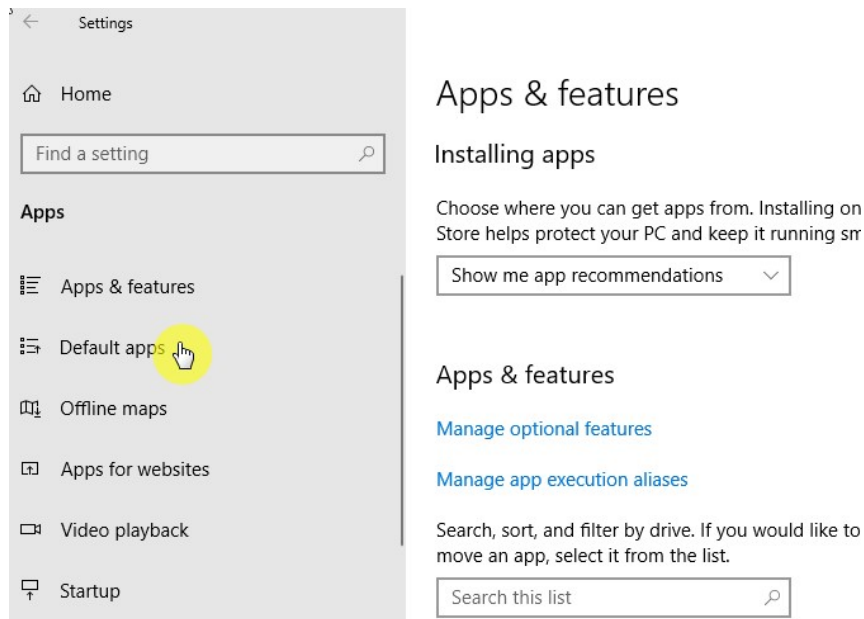 Settings
Home
Find a setting
Apps
Apps & features
Default apps
Offline maps
Apps for websites
Video playback
Startup
Apps & features
Installing apps
Choose where you can get apps from. Installing on
Store helps protect your PC and keep it running sm
Show me app recommendations
Apps & features
Manage optional features
Manage app execution aliases
Search, sort, and filter by drive. If you would like to
move an app, select it from the list.
Search this list